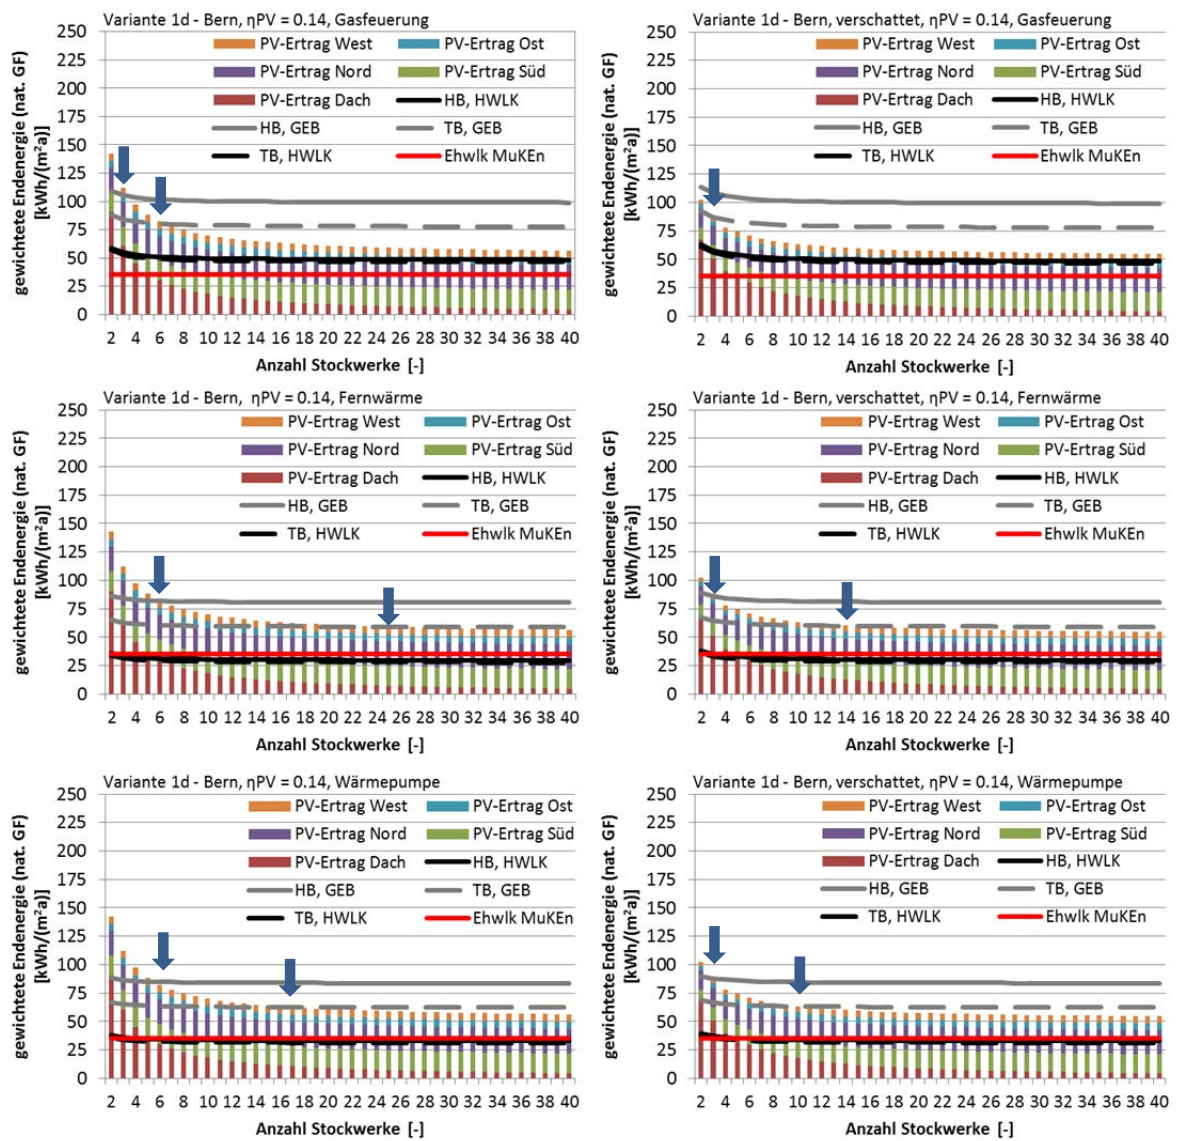 Variante 1d - Bern, ηPV = 0.14, Gasfeuerung
gewichtete Endenergie (nat. GF)
[kWh/(m²a)]
250
225
200
175
150
125
100
75
50
25
0
PV-Ertrag West PV-Ertrag Ost
PV-Ertrag Nord PV-Ertrag Süd
PV-Ertrag Dach HB, HWLK
HB, GEB TB, GEB
TB, HWLK Ehwlk MuKEn
2 4 6 8 10 12 14 16 18 20 22 24 26 28 30 32 34 36 38 40
Anzahl Stockwerke [-]
Variante 1d - Bern, verschattet, ηPV = 0.14, Gasfeuerung
gewichtete Endenergie (nat. GF)
[kWh/(m²a)]
250
225
200
175
150
125
100
75
50
25
0
PV-Ertrag West PV-Ertrag Ost
PV-Ertrag Nord PV-Ertrag Süd
PV-Ertrag Dach HB, HWLK
HB, GEB TB, GEB
TB, HWLK Ehwlk MuKEn
2 4 6 8 10 12 14 16 18 20 22 24 26 28 30 32 34 36 38 40
Anzahl Stockwerke [-]
Variante 1d - Bern, ηPV = 0.14, Fernwärme
gewichtete Endenergie (nat. GF)
[kWh/(m²a)]
250
225
200
175
150
125
100
75
50
25
0
PV-Ertrag West PV-Ertrag Ost
PV-Ertrag Nord PV-Ertrag Süd
PV-Ertrag Dach HB, HWLK
HB, GEB TB, GEB
TB, HWLK Ehwlk MuKEn
2 4 6 8 10 12 14 16 18 20 22 24 26 28 30 32 34 36 38 40
Anzahl Stockwerke [-]
Variante 1d - Bern, verschattet, ηPV = 0.14, Fernwärme
gewichtete Endenergie (nat. GF)
[kWh/(m²a)]
250
225
200
175
150
125
100
75
50
25
0
PV-Ertrag West PV-Ertrag Ost
PV-Ertrag Nord PV-Ertrag Süd
PV-Ertrag Dach HB, HWLK
HB, GEB TB, GEB
TB, HWLK Ehwlk MuKEn
2 4 6 8 10 12 14 16 18 20 22 24 26 28 30 32 34 36 38 40
Anzahl Stockwerke [-]
Variante 1d - Bern, ηPV = 0.14, Wärmepumpe
gewichtete Endenergie (nat. GF)
[kWh/(m²a)]
250
225
200
175
150
125
100
75
50
25
0
PV-Ertrag West PV-Ertrag Ost
PV-Ertrag Nord PV-Ertrag Süd
PV-Ertrag Dach HB, HWLK
HB, GEB TB, GEB
TB, HWLK Ehwlk MuKEn
2 4 6 8 10 12 14 16 18 20 22 24 26 28 30 32 34 36 38 40
Anzahl Stockwerke [-]
Variante 1d - Bern, verschattet, ηPV = 0.14, Wärmepumpe
gewichtete Endenergie (nat. GF)
[kWh/(m²a)]
250
225
200
175
150
125
100
75
50
25
0
PV-Ertrag West PV-Ertrag Ost
PV-Ertrag Nord PV-Ertrag Süd
PV-Ertrag Dach HB, HWLK
HB, GEB TB, GEB
TB, HWLK Ehwlk MuKEn
2 4 6 8 10 12 14 16 18 20 22 24 26 28 30 32 34 36 38 40
Anzahl Stockwerke [-]